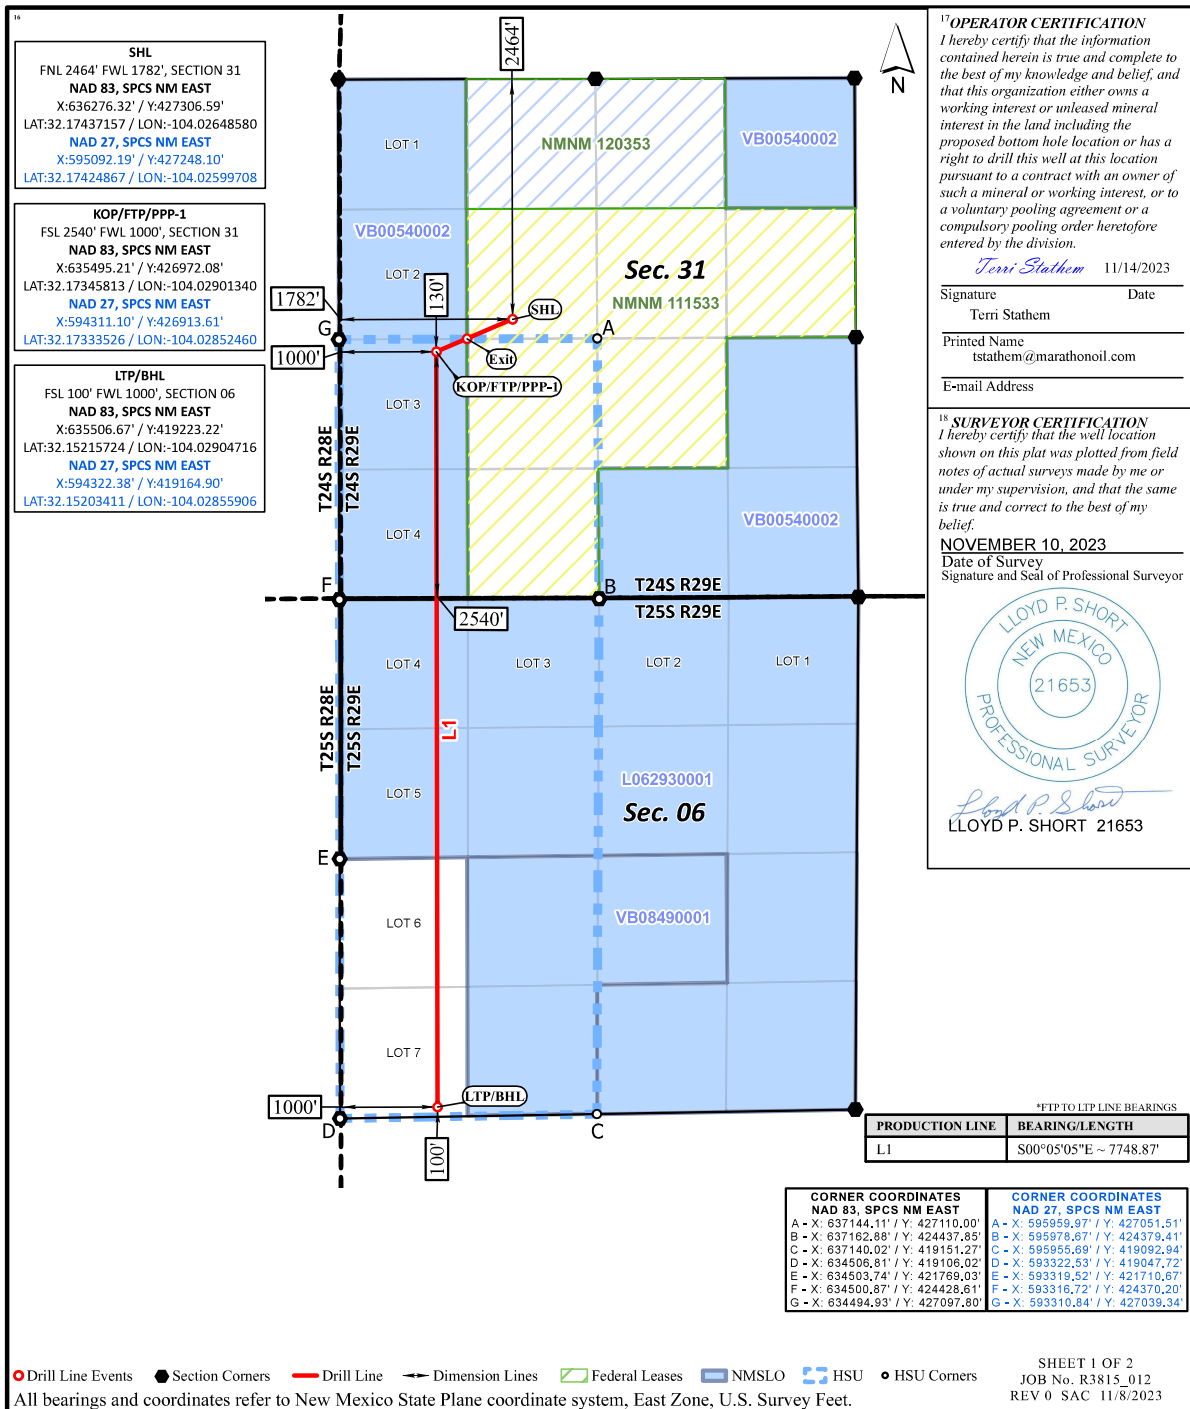 16
SHL
FNL 2464' FWL 1782', SECTION 31
NAD 83, SPCS NM EAST
X:636276.32' / Y:427306.59'
LAT:32.17437157 / LON:-104.02648580
NAD 27, SPCS NM EAST
X:595092.19' / Y:427248.10'
LAT:32.17424867 / LON:-104.02599708
KOP/FTP/PPP-1
FSL 2540' FWL 1000', SECTION 31
NAD 83, SPCS NM EAST
X:635495.21' / Y:426972.08'
LAT:32.17345813 / LON:-104.02901340
NAD 27, SPCS NM EAST
X:594311.10' / Y:426913.61'
LAT:32.17333526 / LON:-104.02852460
LTP/BHL
FSL 100' FWL 1000', SECTION 06
NAD 83, SPCS NM EAST
X:635506.67' / Y:419223.22'
LAT:32.15215724 / LON:-104.02904716
NAD 27, SPCS NM EAST
X:594322.38' / Y:419164.90'
LAT:32.15203411 / LON:-104.02855906
2464'
N
LOT 1
NMNM 120353
VB00540002
VB00540002
LOT 2
Sec. 31
NMNM 111533
130'
1782'
SHL
G
A
1000'
Exit
KOP/FTP/PPP-1
LOT 3
T24S R28E
T24S R29E
VB00540002
LOT 4
F
B
T24S R29E
T25S R29E
2540'
LOT 4
LOT 3
LOT 2
LOT 1
T25S R28E
T25S R29E
L1
LOT 5
L062930001
Sec. 06
E
LOT 6
VB08490001
LOT 7
LTP/BHL
1000'
D
C
100'
17 OPERATOR CERTIFICATION
I hereby certify that the information
contained herein is true and complete to
the best of my knowledge and belief, and
that this organization either owns a
working interest or unleased mineral
interest in the land including the
proposed bottom hole location or has a
right to drill this well at this location
pursuant to a contract with an owner of
such a mineral or working interest, or to
a voluntary pooling agreement or a
compulsory pooling order heretofore
entered by the division.
Terri Stathem 11/14/2023
Signature Date
Terri Stathem
Printed Name
tstathem@marathonoil.com
E-mail Address
18 SURVEYOR CERTIFICATION
I hereby certify that the well location
shown on this plat was plotted from field
notes of actual surveys made by me or
under my supervision, and that the same
is true and correct to the best of my
belief.
NOVEMBER 10, 2023
Date of Survey
Signature and Seal of Professional Surveyor
LLOYD P. SHORT
NEW MEXICO
21653
PROFESSIONAL SURVEYOR
Lloyd P. Short
LLOYD P. SHORT 21653
*FTP TO LTP LINE BEARINGS
PRODUCTION LINE BEARING/LENGTH
L1 S00°05'05"E ~ 7748.87'
CORNER COORDINATES
NAD 83, SPCS NM EAST
A - X: 637144.11' / Y: 427110.00'
B - X: 637162.88' / Y: 424437.85'
C - X: 637140.02' / Y: 419151.27'
D - X: 634506.81' / Y: 419106.02'
E - X: 634503.74' / Y: 421769.03'
F - X: 634500.87' / Y: 424428.61'
G - X: 634494.93' / Y: 427097.80'
CORNER COORDINATES
NAD 27, SPCS NM EAST
A - X: 595959.97' / Y: 427051.51'
B - X: 595978.67' / Y: 424379.41'
C - X: 595955.69' / Y: 419092.94'
D - X: 593322.53' / Y: 419047.72'
E - X: 593319.52' / Y: 421710.67'
F - X: 593316.72' / Y: 424370.20'
G - X: 593310.84' / Y: 427039.34'
Drill Line Events Section Corners Drill Line Dimension Lines Federal Leases NMSLO HSU HSU Corners
All bearings and coordinates refer to New Mexico State Plane coordinate system, East Zone, U.S. Survey Feet.
SHEET 1 OF 2
JOB No. R3815_012
REV 0 SAC 11/8/2023